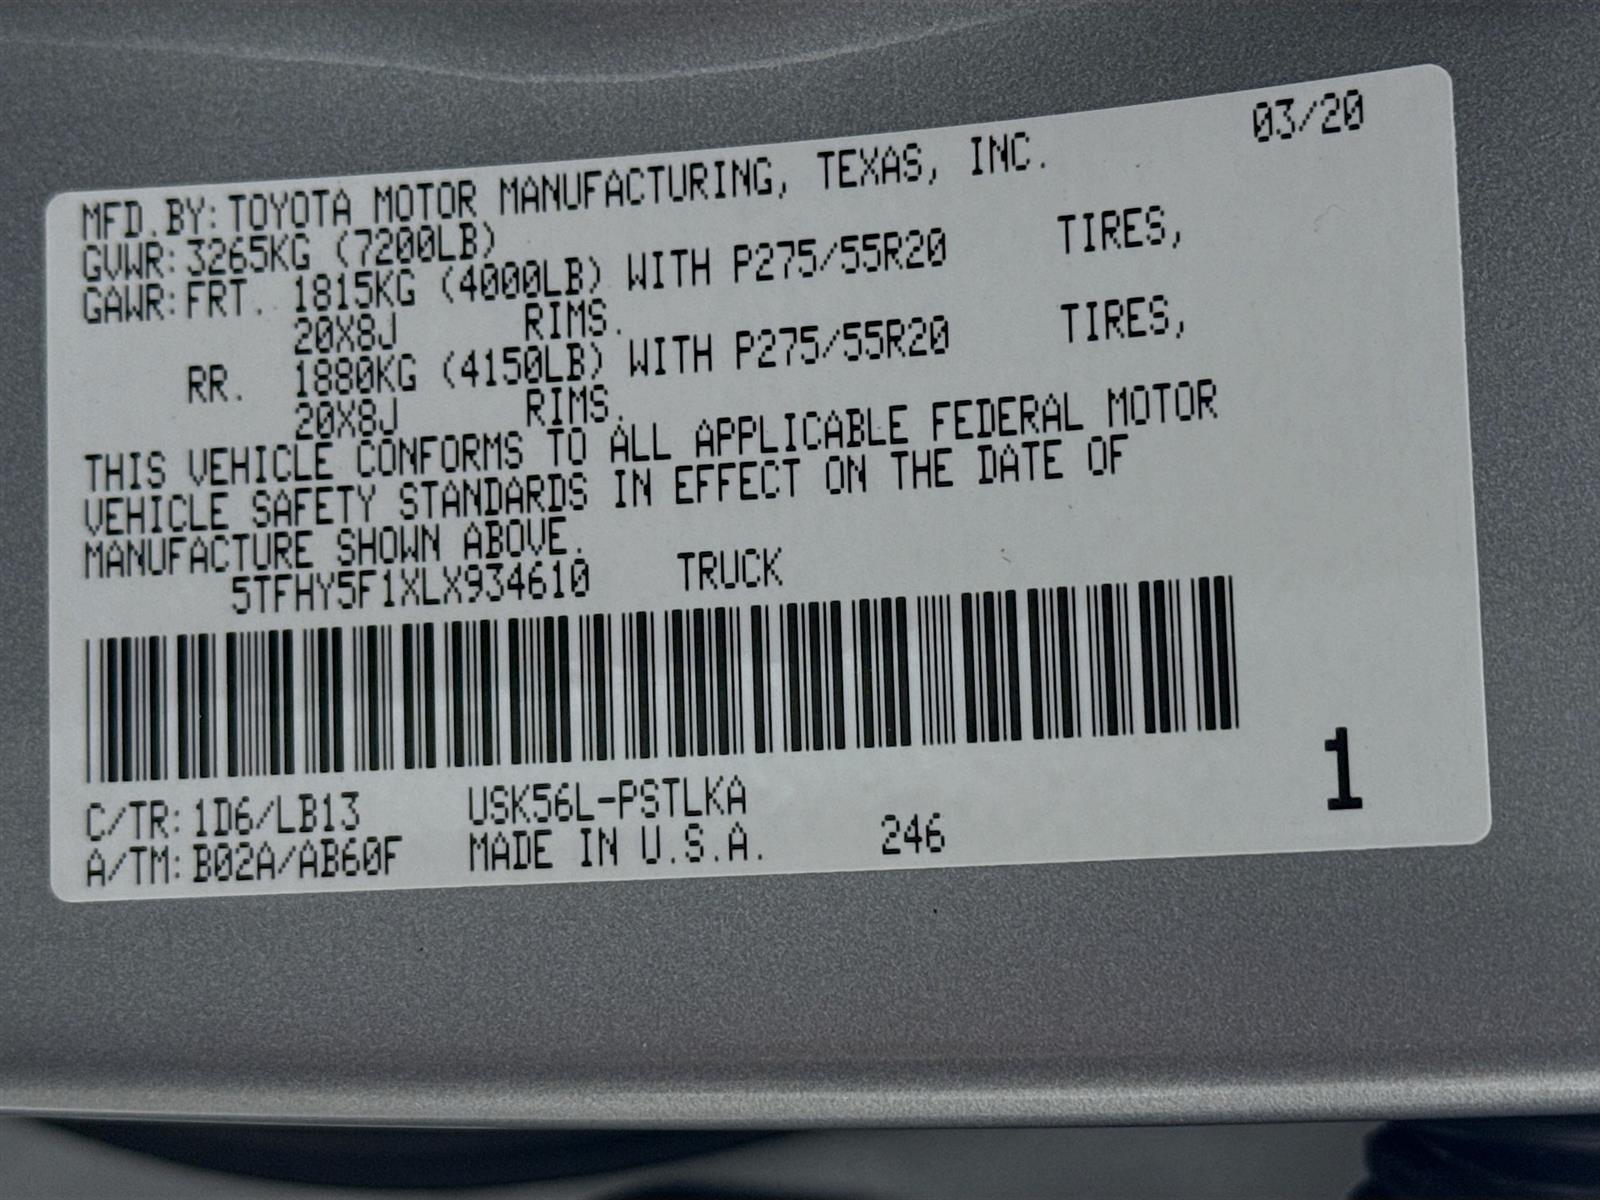 03/20
MFD.BY:TOYOTA MOTOR MANUFACTURING, TEXAS, INC.
GVWR:3265KG (7200LB)
GAWR:FRT. 1815KG (4000LB) WITH P275/55R20 TIRES,
20X8J RIMS.
RR. 1880KG (4150LB) WITH P275/55R20 TIRES,
20X8J RIMS.
THIS VEHICLE CONFORMS TO ALL APPLICABLE FEDERAL MOTOR
VEHICLE SAFETY STANDARDS IN EFFECT ON THE DATE OF
MANUFACTURE SHOWN ABOVE.
5TFHY5F1XLX934610 TRUCK
C/TR:1D6/LB13 USK56L-PSTLKA
A/TM:B02A/AB60F MADE IN U.S.A. 246
1